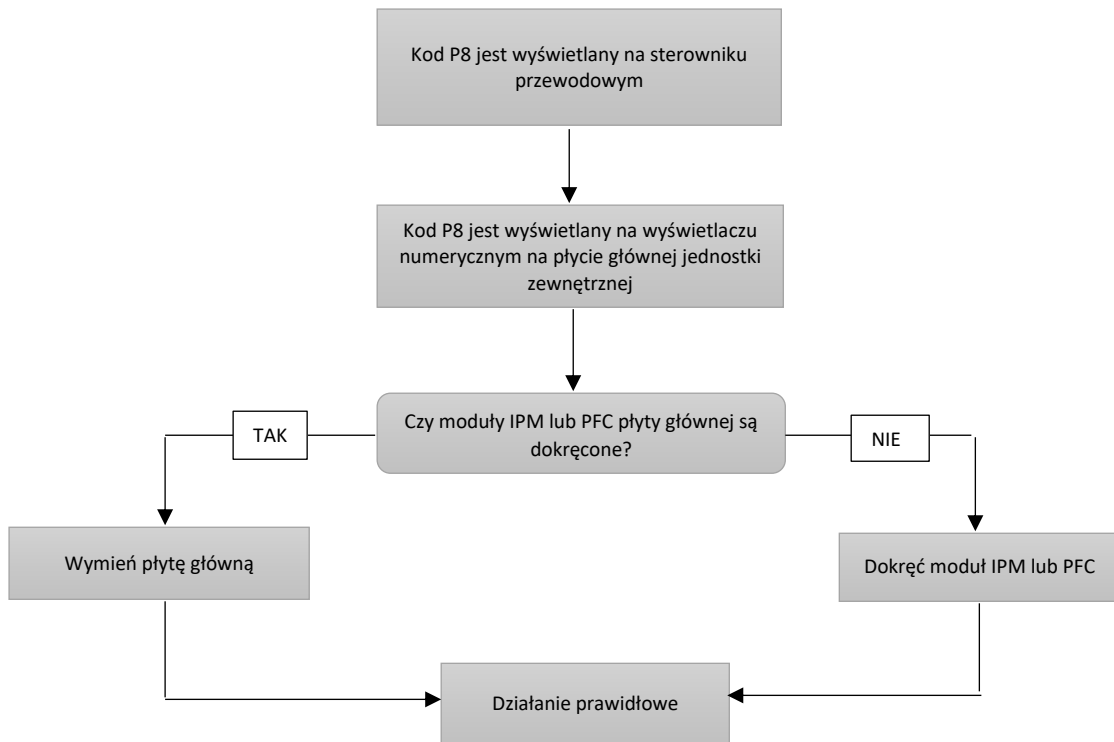 Kod P8 jest wyświetlany na sterowniku
przewodowym
Kod P8 jest wyświetlany na wyświetlaczu
numerycznym na płycie głównej jednostki
zewnętrznej
Czy moduły IPM lub PFC płyty głównej są
dokręcone?
TAK
NIE
Wymień płytę główną
Dokręć moduł IPM lub PFC
Działanie prawidłowe